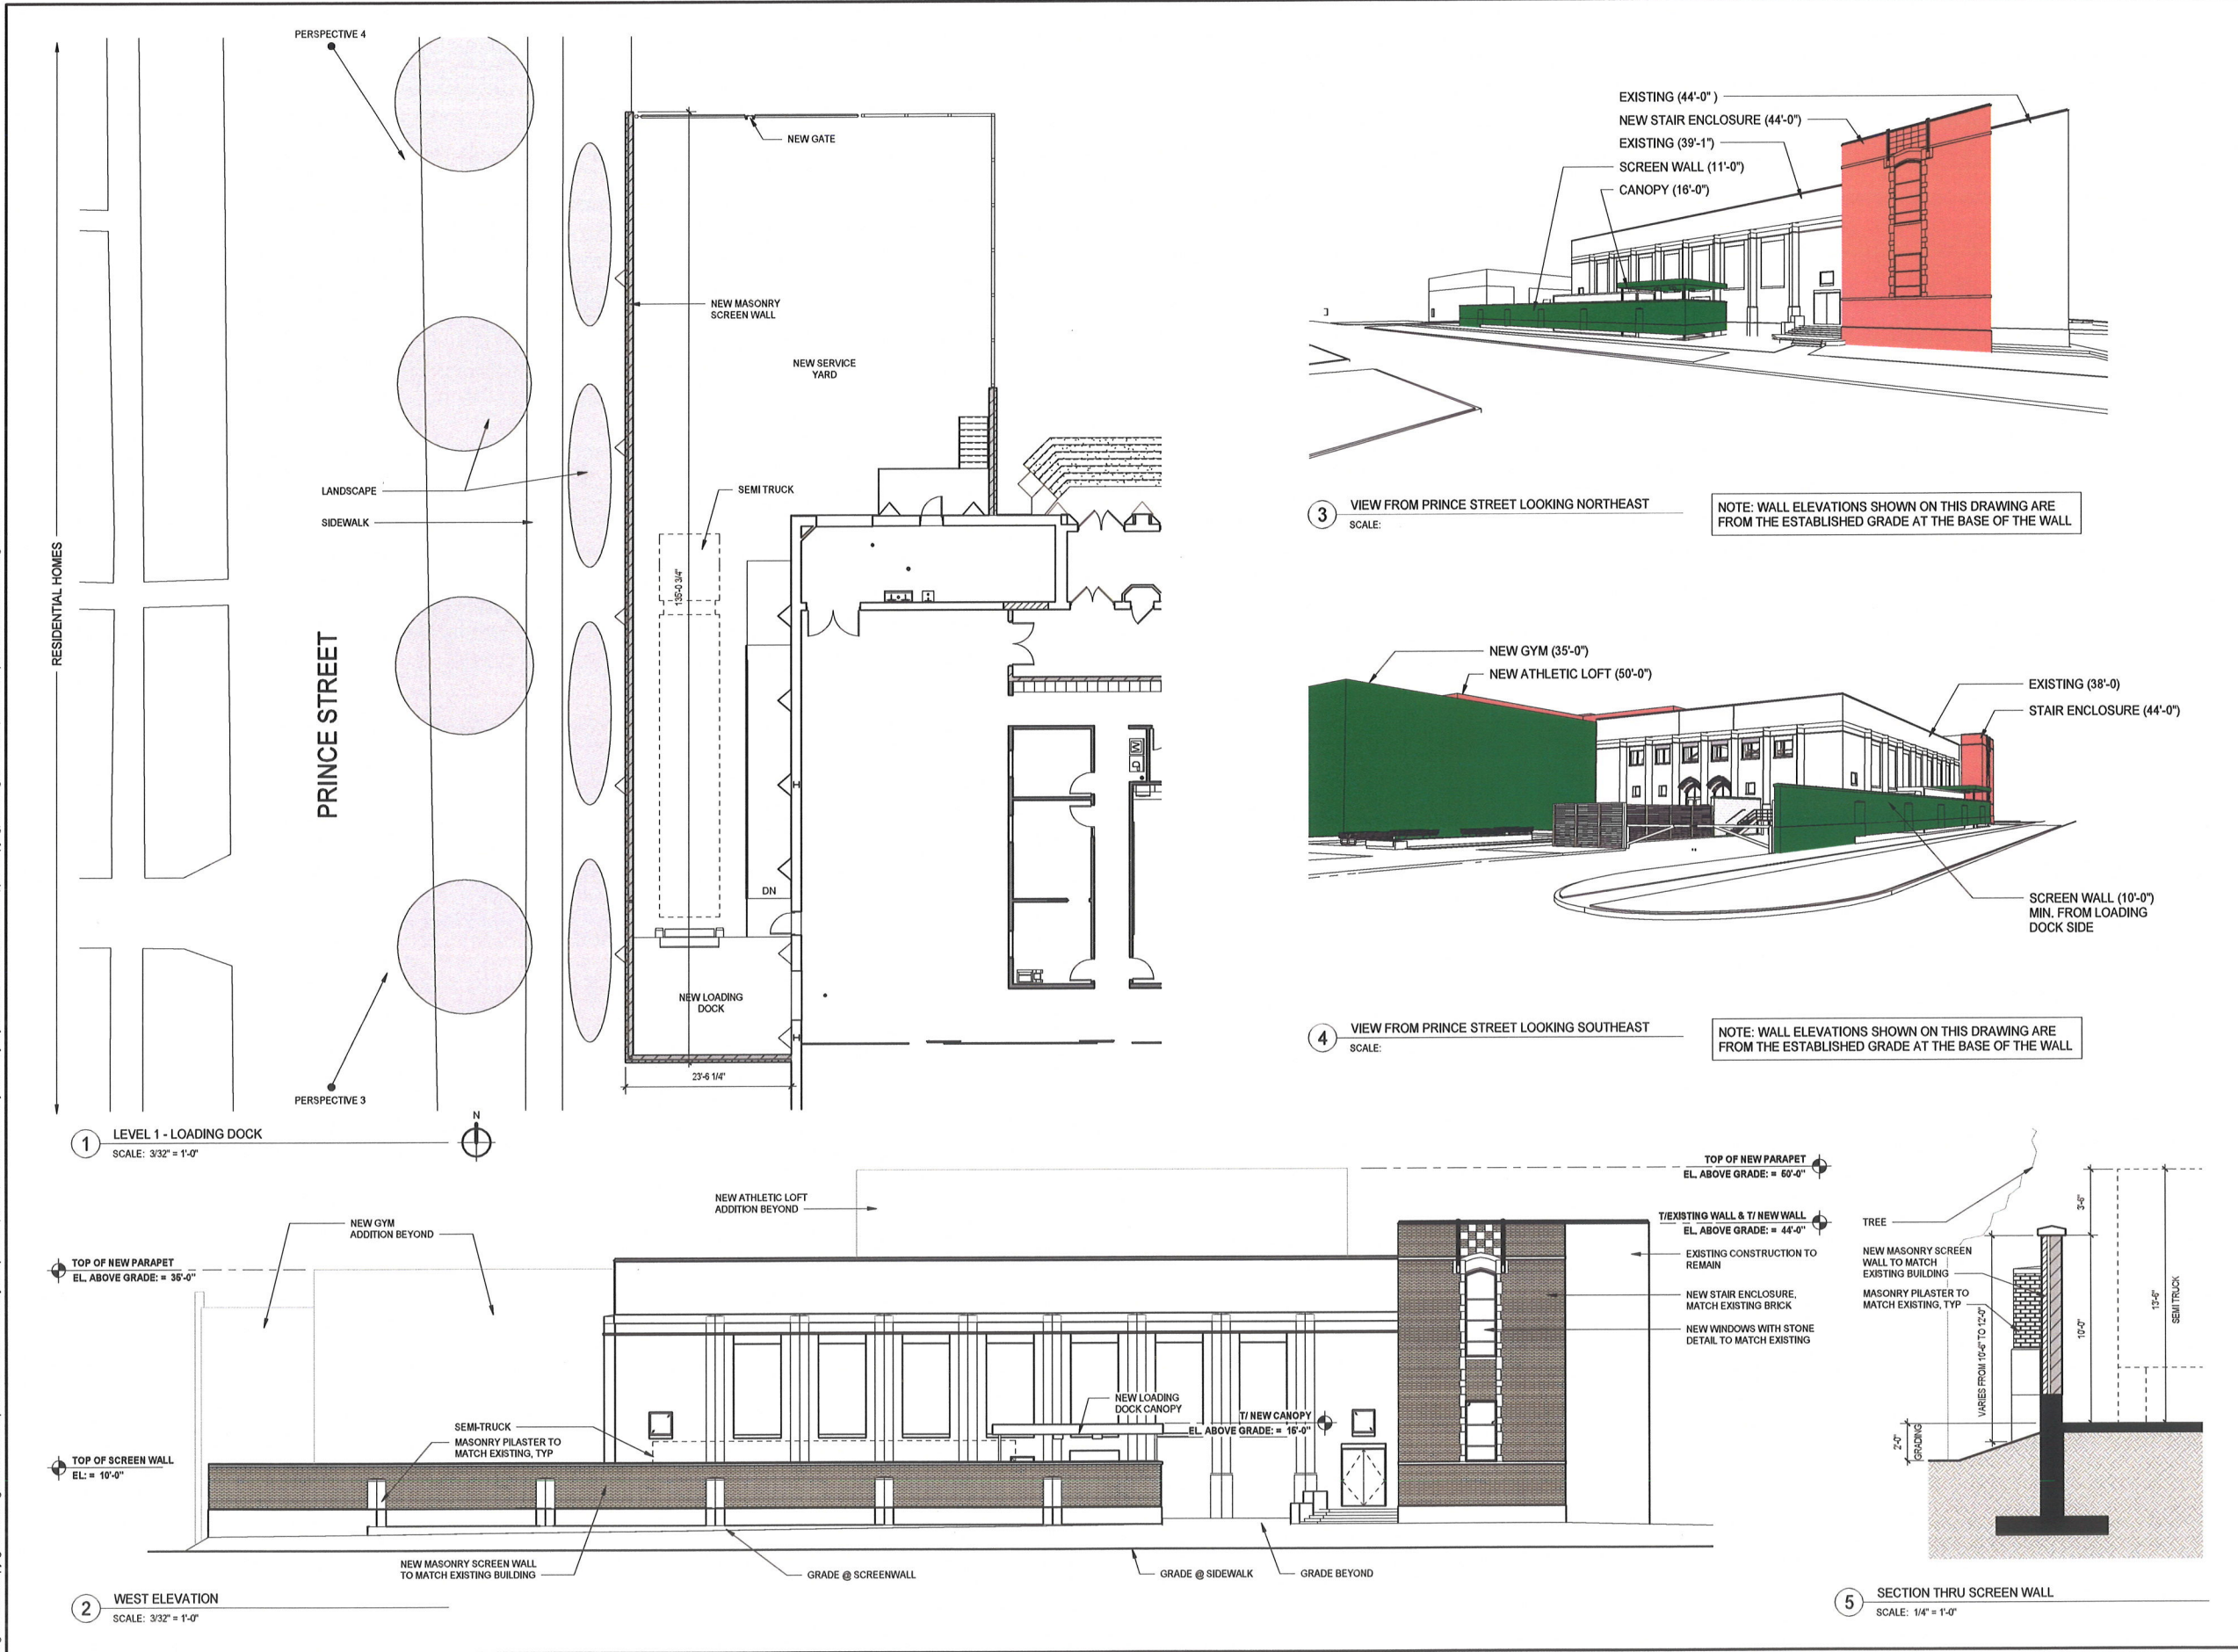 PERSPECTIVE 4
NEW GATE
NEW MASONRY
SCREEN WALL
NEW SERVICE
YARD
LANDSCAPE
SIDEWALK
SEMI TRUCK
135'-0 3/4"
RESIDENTIAL HOMES
PRINCE STREET
W
D
DN
NEW LOADING
DOCK
23'-6 1/4"
PERSPECTIVE 3
N
1
LEVEL 1 - LOADING DOCK
SCALE: 3/32" = 1'-0"
EXISTING (44'-0" )
NEW STAIR ENCLOSURE (44'-0")
EXISTING (39'-1")
SCREEN WALL (11'-0")
CANOPY (16'-0")
3
VIEW FROM PRINCE STREET LOOKING NORTHEAST
SCALE:
NOTE: WALL ELEVATIONS SHOWN ON THIS DRAWING ARE
FROM THE ESTABLISHED GRADE AT THE BASE OF THE WALL
NEW GYM (35'-0")
NEW ATHLETIC LOFT (50'-0")
EXISTING (38'-0)
STAIR ENCLOSURE (44'-0")
SCREEN WALL (10'-0")
MIN. FROM LOADING
DOCK SIDE
4
VIEW FROM PRINCE STREET LOOKING SOUTHEAST
SCALE:
NOTE: WALL ELEVATIONS SHOWN ON THIS DRAWING ARE
FROM THE ESTABLISHED GRADE AT THE BASE OF THE WALL
NEW ATHLETIC LOFT
ADDITION BEYOND
NEW GYM
ADDITION BEYOND
TOP OF NEW PARAPET
EL. ABOVE GRADE: = 35'-0"
TOP OF NEW PARAPET
EL. ABOVE GRADE: = 50'-0"
T/EXISTING WALL & T/ NEW WALL
EL. ABOVE GRADE: = 44'-0"
EXISTING CONSTRUCTION TO
REMAIN
NEW STAIR ENCLOSURE,
MATCH EXISTING BRICK
NEW WINDOWS WITH STONE
DETAIL TO MATCH EXISTING
NEW LOADING
DOCK CANOPY
T/ NEW CANOPY
EL. ABOVE GRADE: = 16'-0"
SEMI-TRUCK
MASONRY PILASTER TO
MATCH EXISTING, TYP
TOP OF SCREEN WALL
EL: = 10'-0"
NEW MASONRY SCREEN WALL
TO MATCH EXISTING BUILDING
GRADE @ SCREENWALL
GRADE @ SIDEWALK
GRADE BEYOND
2
WEST ELEVATION
SCALE: 3/32" = 1'-0"
TREE
NEW MASONRY SCREEN
WALL TO MATCH
EXISTING BUILDING
MASONRY PILASTER TO
MATCH EXISTING, TYP
VARIES FROM 10'-6" TO 12'-0"
3'-6"
10'-0"
13'-6"
SEMI TRUCK
2'-0"
GRADING
5
SECTION THRU SCREEN WALL
SCALE: 1/4" = 1'-0"